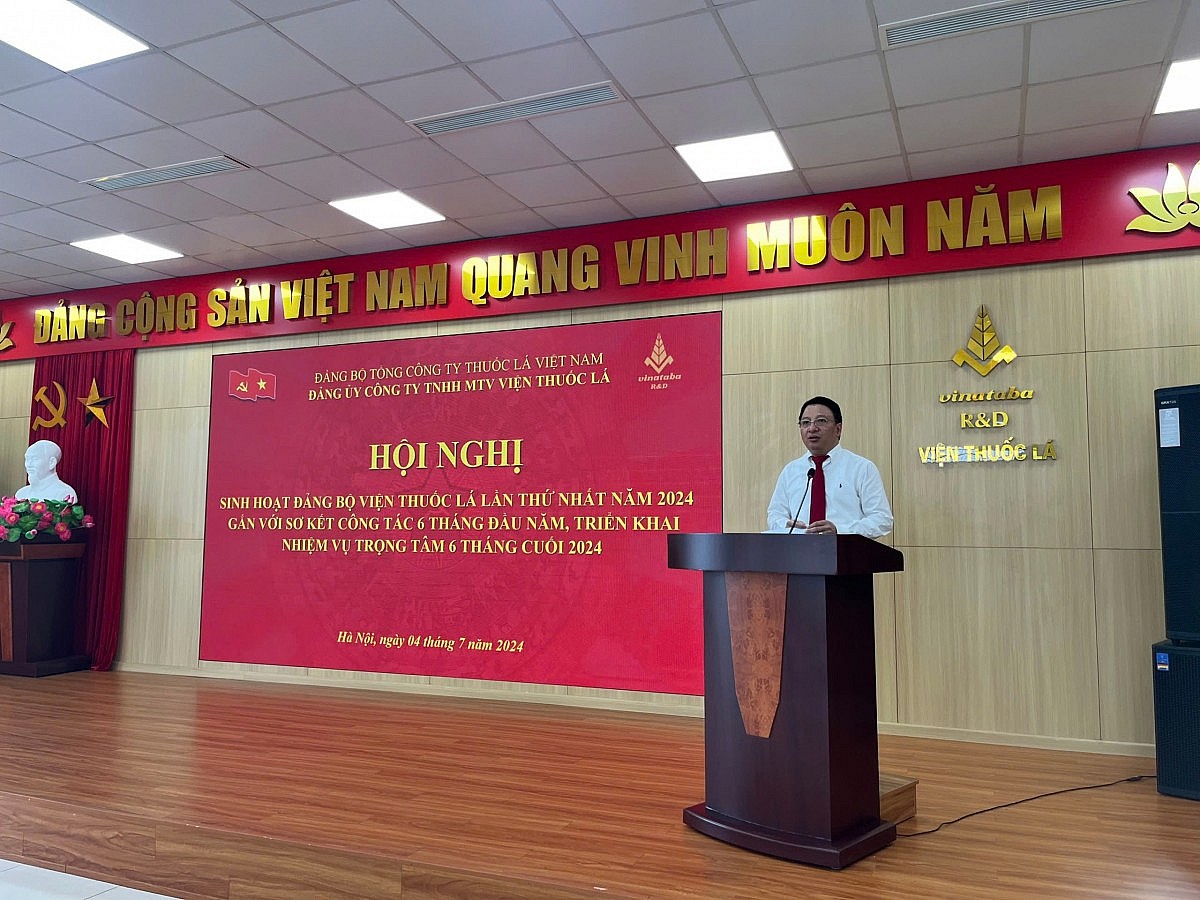 ĐẢNG CỘNG SẢN VIỆT NAM QUANG VINH MUÔN NĂM
ĐẢNG BỘ TỔNG CÔNG TY THUỐC LÁ VIỆT NAM
ĐẢNG ỦY CÔNG TY TNHH MTV VIỆN THUỐC LÁ
vinataba
R&D
HỘI NGHỊ
SINH HOẠT ĐẢNG BỘ VIỆN THUỐC LÁ LẦN THỨ NHẤT NĂM 2024
GẮN VỚI SƠ KẾT CÔNG TÁC 6 THÁNG ĐẦU NĂM, TRIỂN KHAI
NHIỆM VỤ TRỌNG TÂM 6 THÁNG CUỐI 2024
Hà Nội, ngày 04 tháng 7 năm 2024
vinataba
R&D
VIỆN THUỐC LÁ